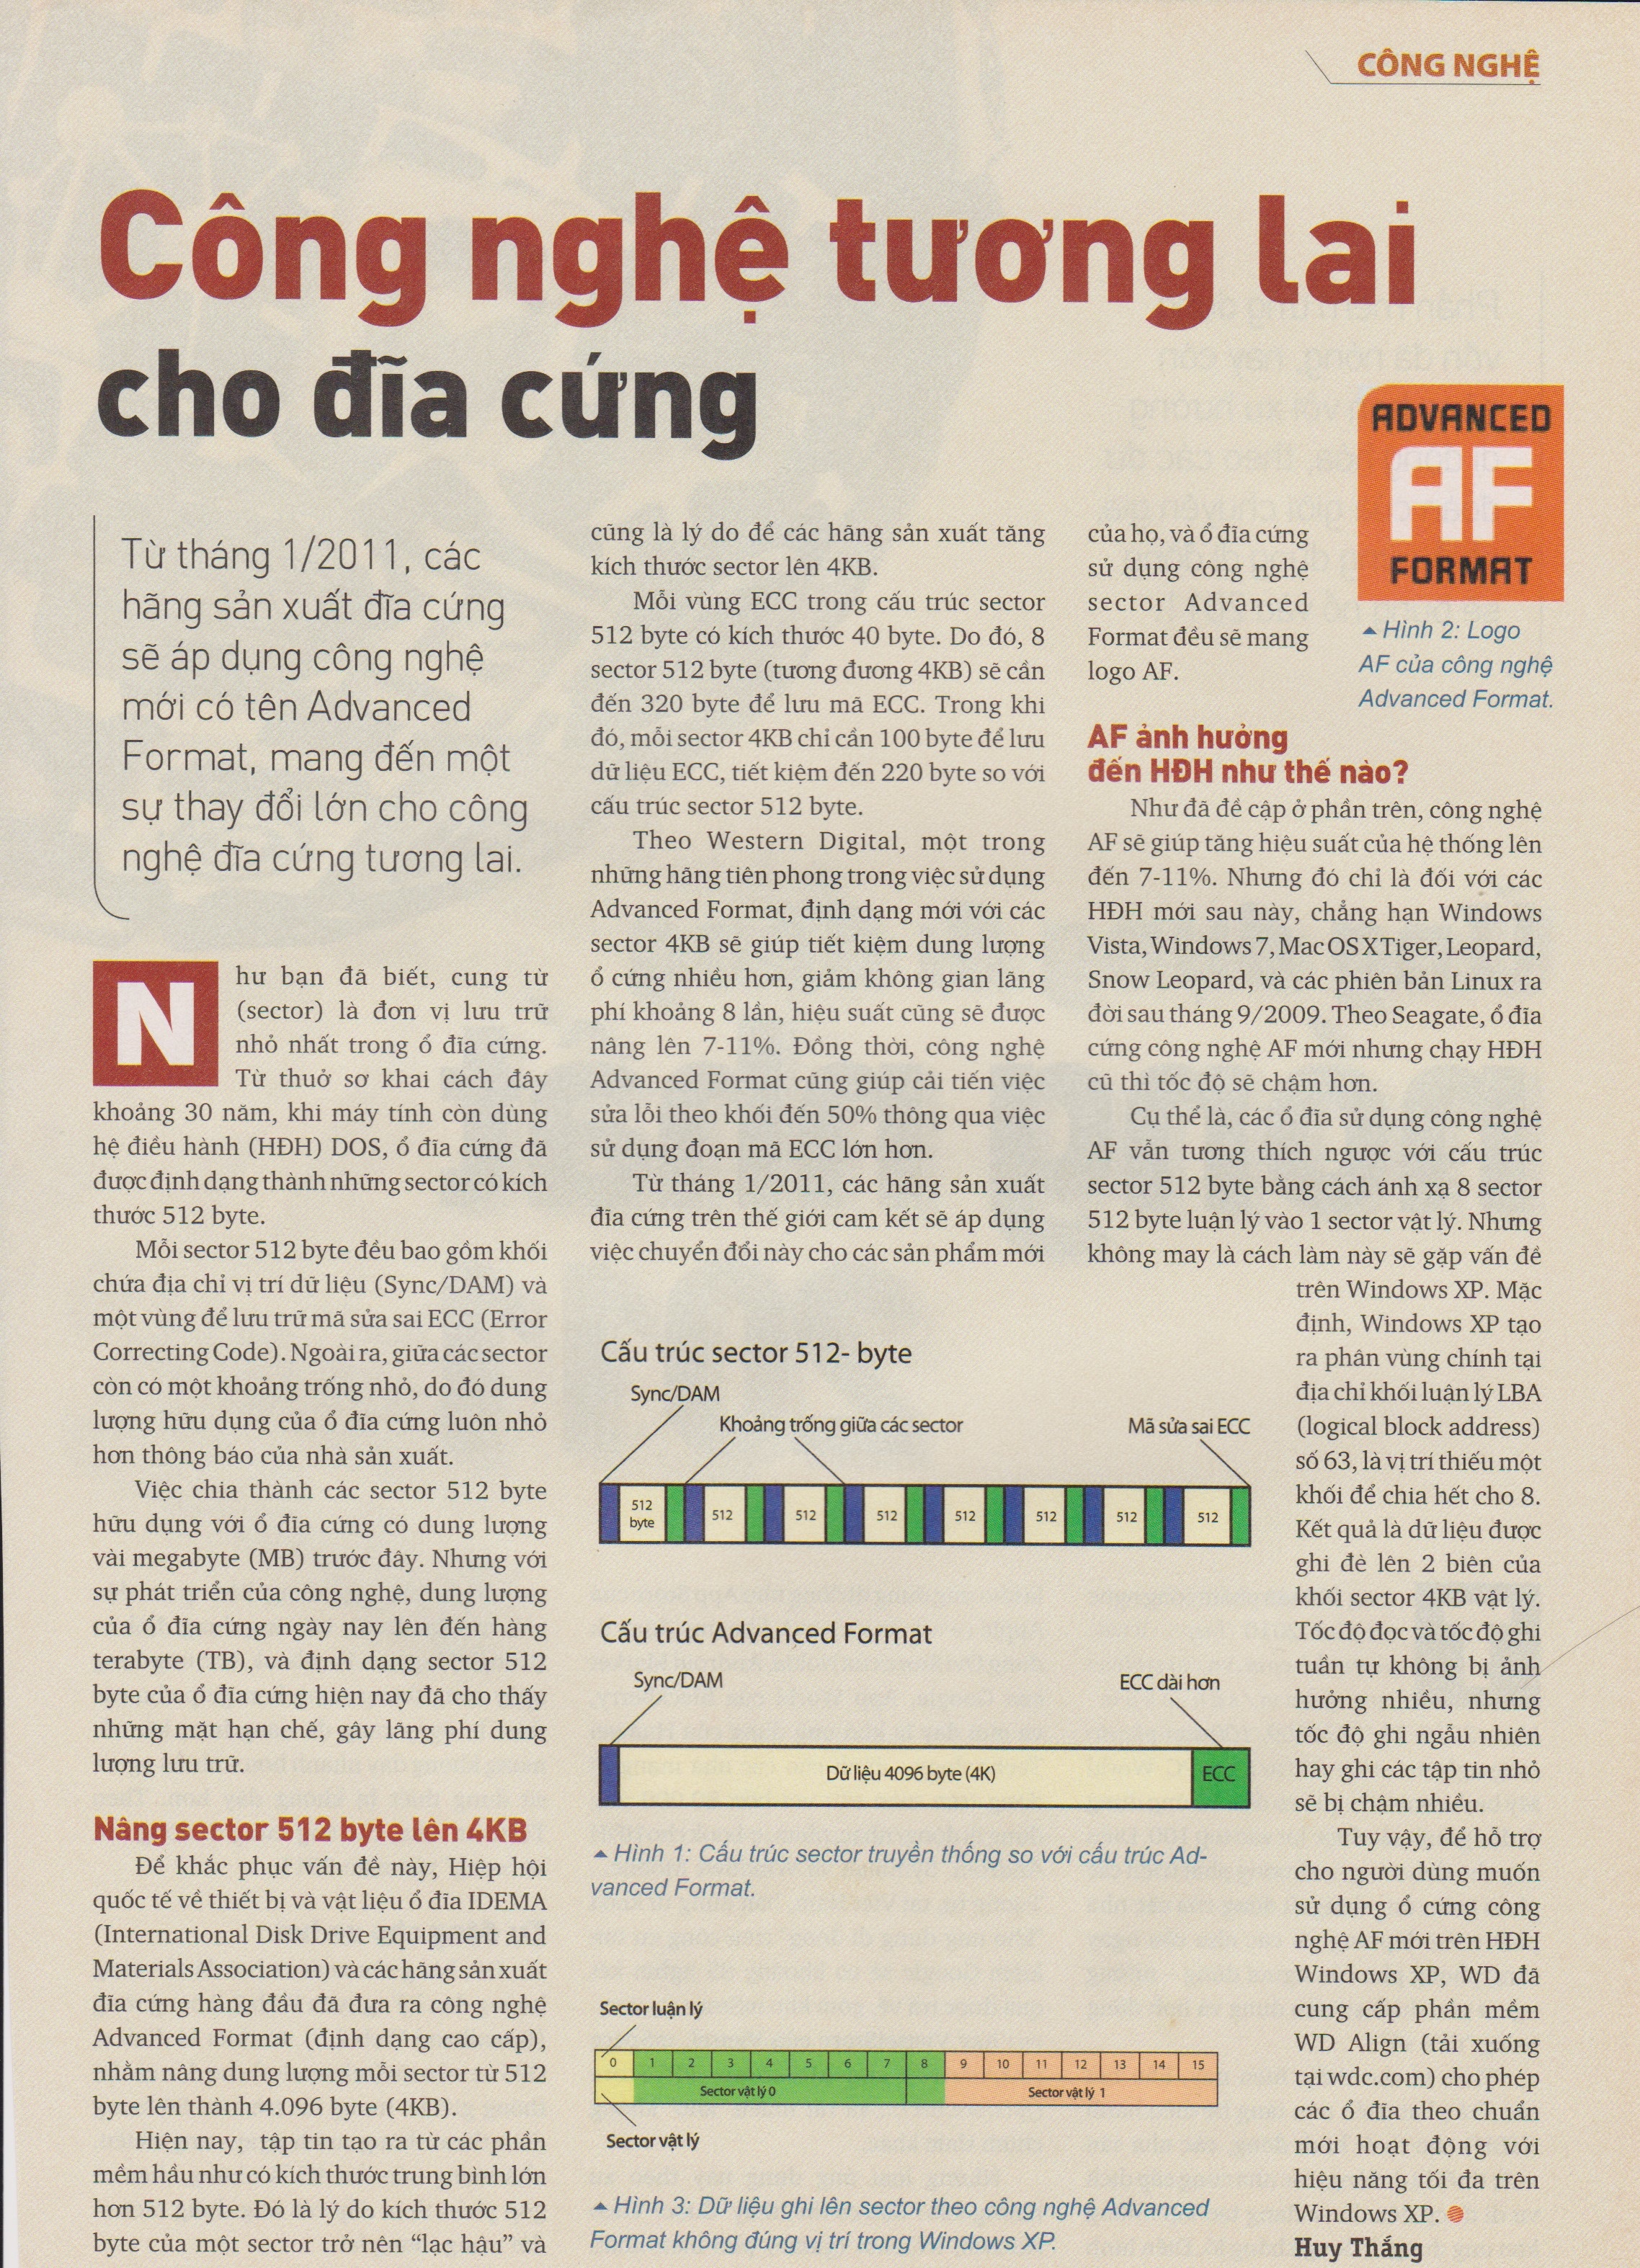 CÔNG NGHỆ
Công nghệ tương lai
cho đĩa cứng
Từ tháng 1/2011, các
hãng sản xuất đĩa cứng
sẽ áp dụng công nghệ
mới có tên Advanced
Format, mang đến một
sự thay đổi lớn cho công
nghệ đĩa cứng tương lai.
Như bạn đã biết, cung từ
(sector) là đơn vị lưu trữ
nhỏ nhất trong ổ đĩa cứng.
Từ thuở sơ khai cách đây
khoảng 30 năm, khi máy tính còn dùng
hệ điều hành (HĐH) DOS, ổ đĩa cứng đã
được định dạng thành những sector có kích
thước 512 byte.
Mỗi sector 512 byte đều bao gồm khối
chứa địa chỉ vị trí dữ liệu (Sync/DAM) và
một vùng để lưu trữ mã sửa sai ECC (Error
Correcting Code). Ngoài ra, giữa các sector
còn có một khoảng trống nhỏ, do đó dung
lượng hữu dụng của ổ đĩa cứng luôn nhỏ
hơn thông báo của nhà sản xuất.
Việc chia thành các sector 512 byte
hữu dụng với ổ đĩa cứng có dung lượng
vài megabyte (MB) trước đây. Nhưng với
sự phát triển của công nghệ, dung lượng
của ổ đĩa cứng ngày nay lên đến hàng
terabyte (TB), và định dạng sector 512
byte của ổ đĩa cứng hiện nay đã cho thấy
những mặt hạn chế, gây lãng phí dung
lượng lưu trữ.
Nâng sector 512 byte lên 4KB
Để khắc phục vấn đề này, Hiệp hội
quốc tế về thiết bị và vật liệu ổ đĩa IDEMA
(International Disk Drive Equipment and
Materials Association) và các hãng sản xuất
đĩa cứng hàng đầu đã đưa ra công nghệ
Advanced Format (định dạng cao cấp),
nhằm nâng dung lượng mỗi sector từ 512
byte lên thành 4.096 byte (4KB).
Hiện nay, tập tin tạo ra từ các phần
mềm hầu như có kích thước trung bình lớn
hơn 512 byte. Đó là lý do kích thước 512
byte của một sector trở nên “lạc hậu” và
cũng là lý do để các hãng sản xuất tăng
kích thước sector lên 4KB.
Mỗi vùng ECC trong cấu trúc sector
512 byte có kích thước 40 byte. Do đó, 8
sector 512 byte (tương đương 4KB) sẽ cần
đến 320 byte để lưu mã ECC. Trong khi
đó, mỗi sector 4KB chỉ cần 100 byte để lưu
dữ liệu ECC, tiết kiệm đến 220 byte so với
cấu trúc sector 512 byte.
Theo Western Digital, một trong
những hãng tiên phong trong việc sử dụng
Advanced Format, định dạng mới với các
sector 4KB sẽ giúp tiết kiệm dung lượng
ổ cứng nhiều hơn, giảm không gian lãng
phí khoảng 8 lần, hiệu suất cũng sẽ được
nâng lên 7-11%. Đồng thời, công nghệ
Advanced Format cũng giúp cải tiến việc
sửa lỗi theo khối đến 50% thông qua việc
sử dụng đoạn mã ECC lớn hơn.
Từ tháng 1/2011, các hãng sản xuất
đĩa cứng trên thế giới cam kết sẽ áp dụng
việc chuyển đổi này cho các sản phẩm mới
của họ, và ổ đĩa cứng
sử dụng công nghệ
sector Advanced
Format đều sẽ mang
logo AF.
ADVANCED
AF
FORMAT
Hình 2: Logo
AF của công nghệ
Advanced Format.
AF ảnh hưởng
đến HĐH như thế nào?
Như đã đề cập ở phần trên, công nghệ
AF sẽ giúp tăng hiệu suất của hệ thống lên
đến 7-11%. Nhưng đó chỉ là đối với các
HĐH mới sau này, chẳng hạn Windows
Vista, Windows 7, Mac OS X Tiger, Leopard,
Snow Leopard, và các phiên bản Linux ra
đời sau tháng 9/2009. Theo Seagate, ổ đĩa
cứng công nghệ AF mới nhưng chạy HĐH
cũ thì tốc độ sẽ chậm hơn.
Cụ thể là, các ổ đĩa sử dụng công nghệ
AF vẫn tương thích ngược với cấu trúc
sector 512 byte bằng cách ánh xạ 8 sector
512 byte luận lý vào 1 sector vật lý. Nhưng
không may là cách làm này sẽ gặp vấn đề
trên Windows XP. Mặc
định, Windows XP tạo
ra phân vùng chính tại
địa chỉ khối luận lý LBA
(logical block address)
số 63, là vị trí thiếu một
khối để chia hết cho 8.
Kết quả là dữ liệu được
ghi đè lên 2 biên của
khối sector 4KB vật lý.
Tốc độ đọc và tốc độ ghi
tuần tự không bị ảnh
hưởng nhiều, nhưng
tốc độ ghi ngẫu nhiên
hay ghi các tập tin nhỏ
sẽ bị chậm nhiều.
Tuy vậy, để hỗ trợ
cho người dùng muốn
sử dụng ổ cứng công
nghệ AF mới trên HĐH
Windows XP, WD đã
cung cấp phần mềm
WD Align (tải xuống
tại wdc.com) cho phép
các ổ đĩa theo chuẩn
mới hoạt động với
hiệu năng tối đa trên
Windows XP.
Huy Thắng
Cấu trúc sector 512- byte
Sync/DAM
Khoảng trống giữa các sector
Mã sửa sai ECC
512 byte 512 512 512 512 512 512 512
Cấu trúc Advanced Format
Sync/DAM
ECC dài hơn
Dữ liệu 4096 byte (4K) ECC
Hình 1: Cấu trúc sector truyền thống so với cấu trúc Ad-
vanced Format.
Sector luận lý
0 1 2 3 4 5 6 7 8 9 10 11 12 13 14 15
Sector vật lý 0 Sector vật lý 1
Sector vật lý
Hình 3: Dữ liệu ghi lên sector theo công nghệ Advanced
Format không đúng vị trí trong Windows XP.